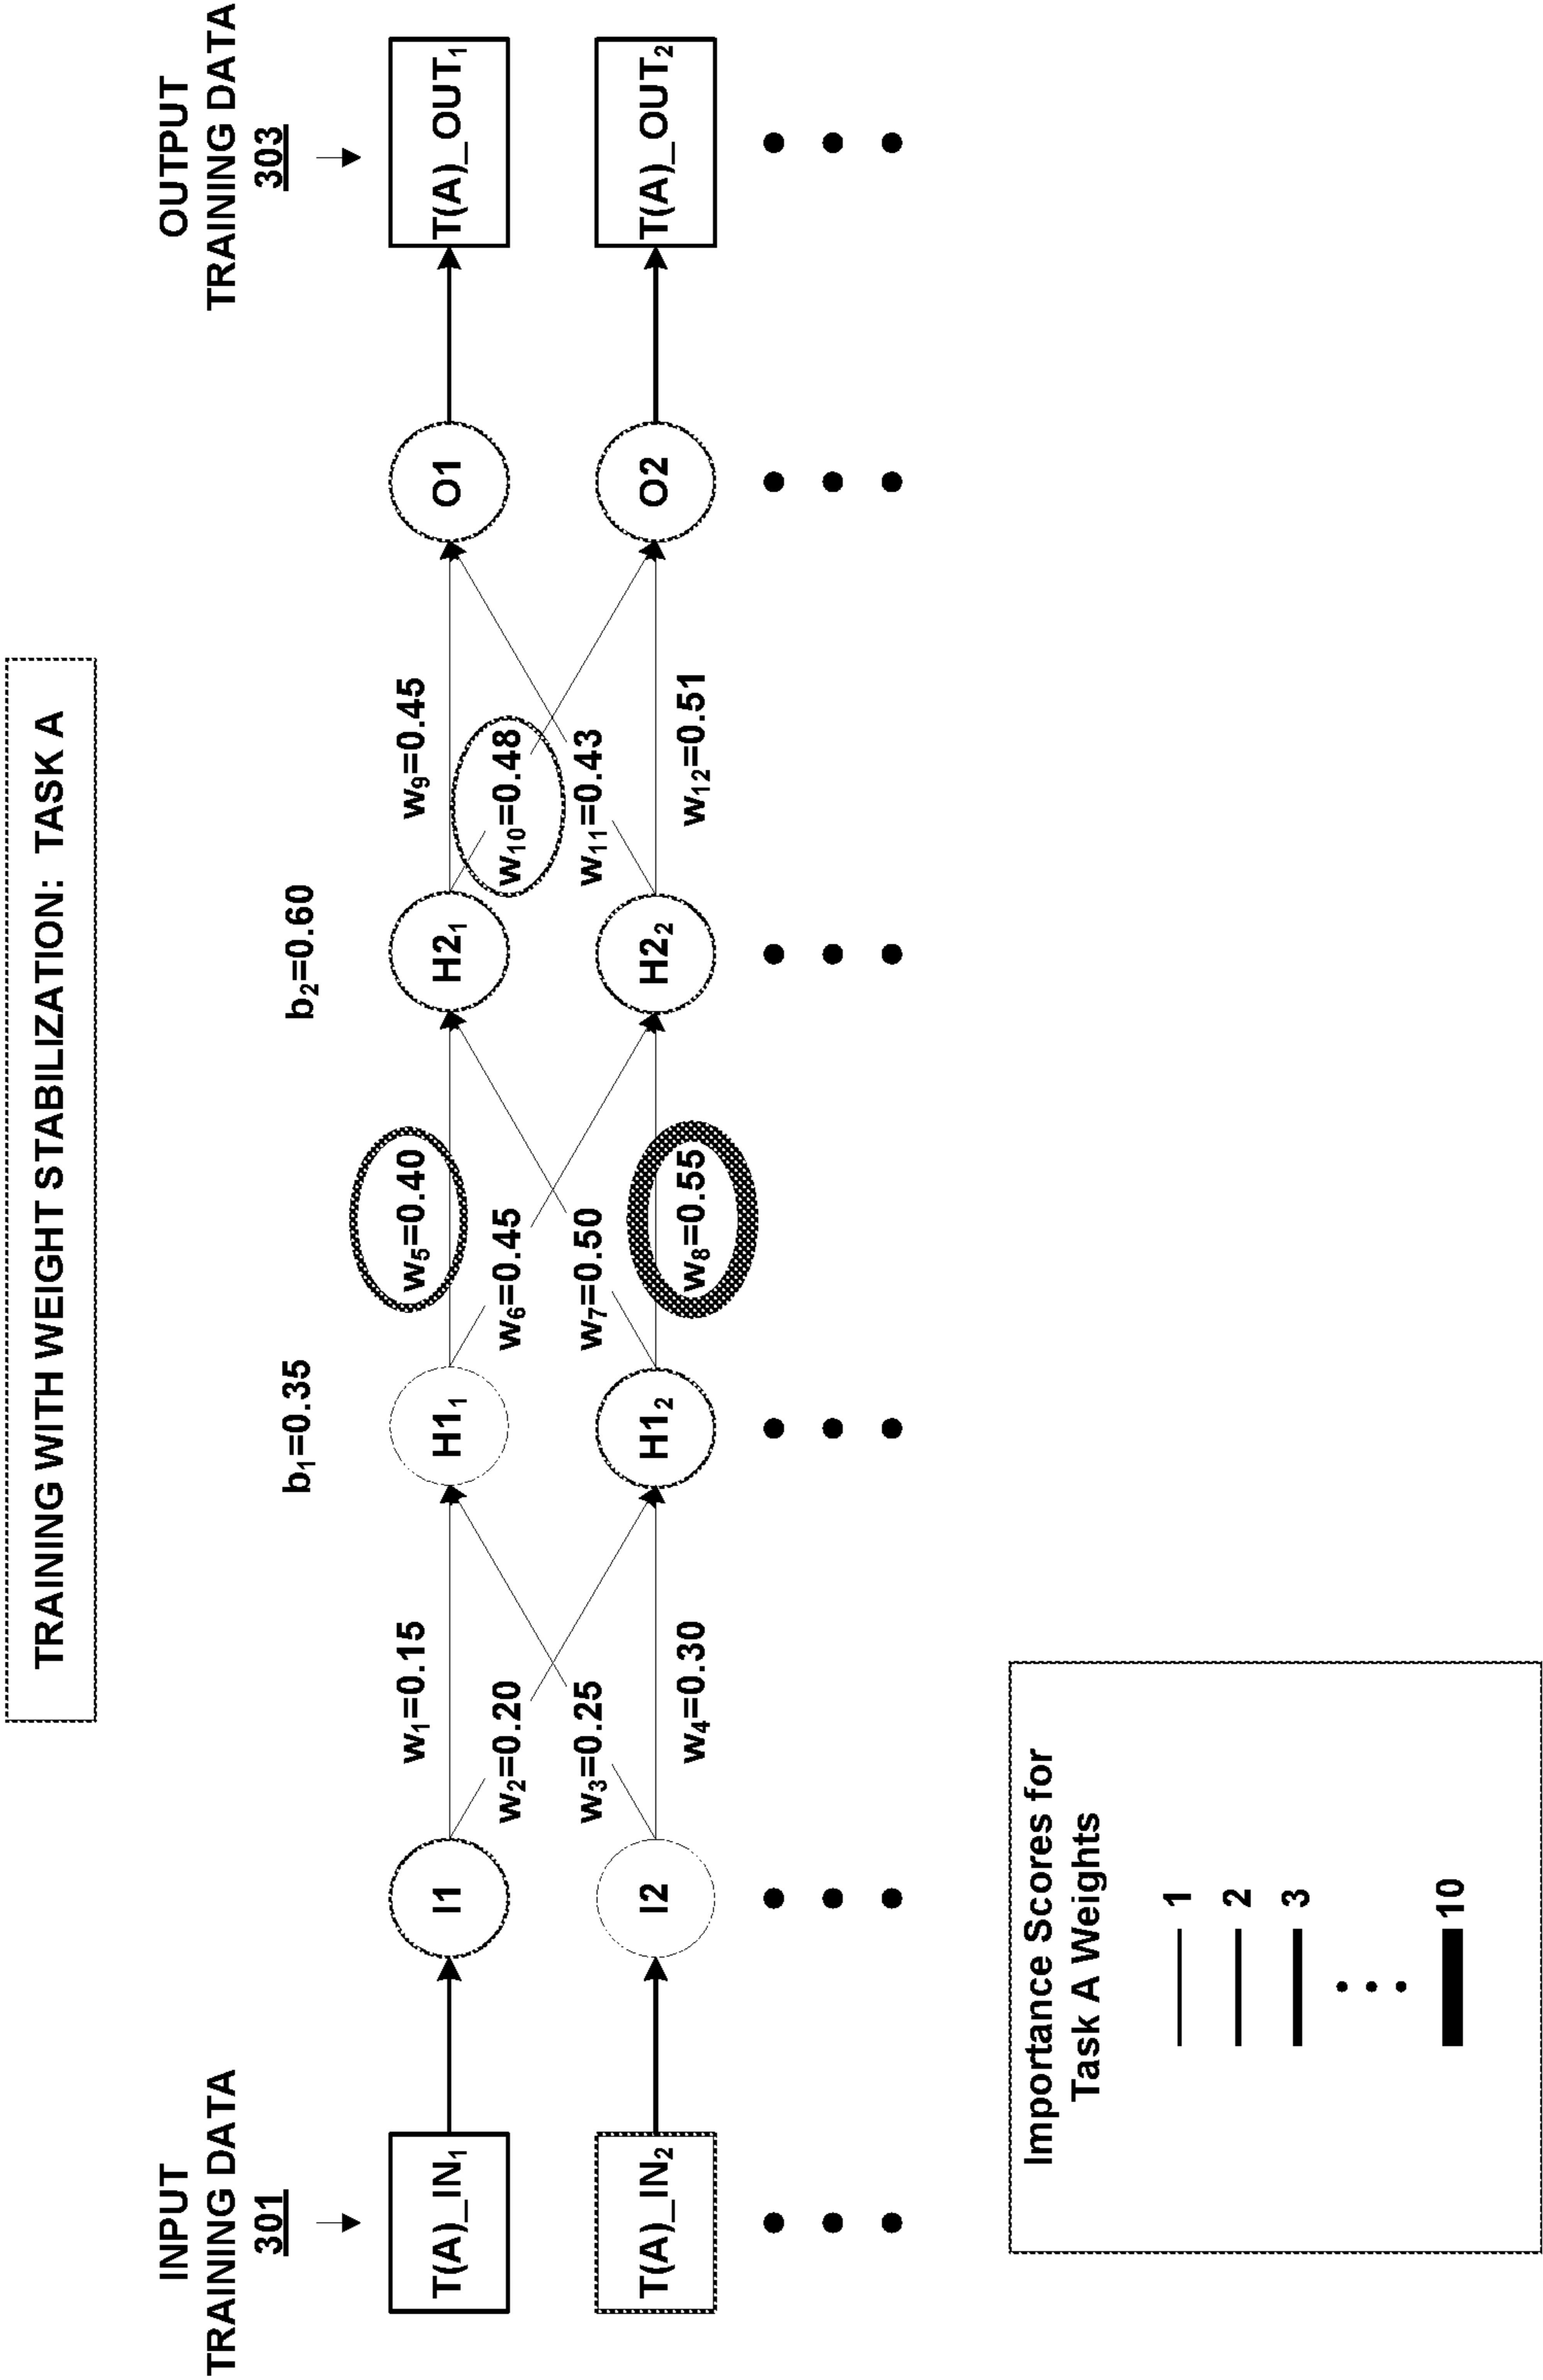 TRAINING WITH WEIGHT STABILIZATION: TASK A
INPUT
TRAINING DATA
301
OUTPUT
TRAINING DATA
303
b₁=0.35
b₂=0.60
T(A)_IN₁
I1
w₁=0.15
H1₁
w₅=0.40
H2₁
w₉=0.45
O1
T(A)_OUT₁
w₂=0.20
w₆=0.45
w₁₀=0.48
w₃=0.25
w₇=0.50
w₁₁=0.43
T(A)_IN₂
I2
w₄=0.30
H1₂
w₈=0.55
H2₂
w₁₂=0.51
O2
T(A)_OUT₂
Importance Scores for
Task A Weights
1
2
3
10